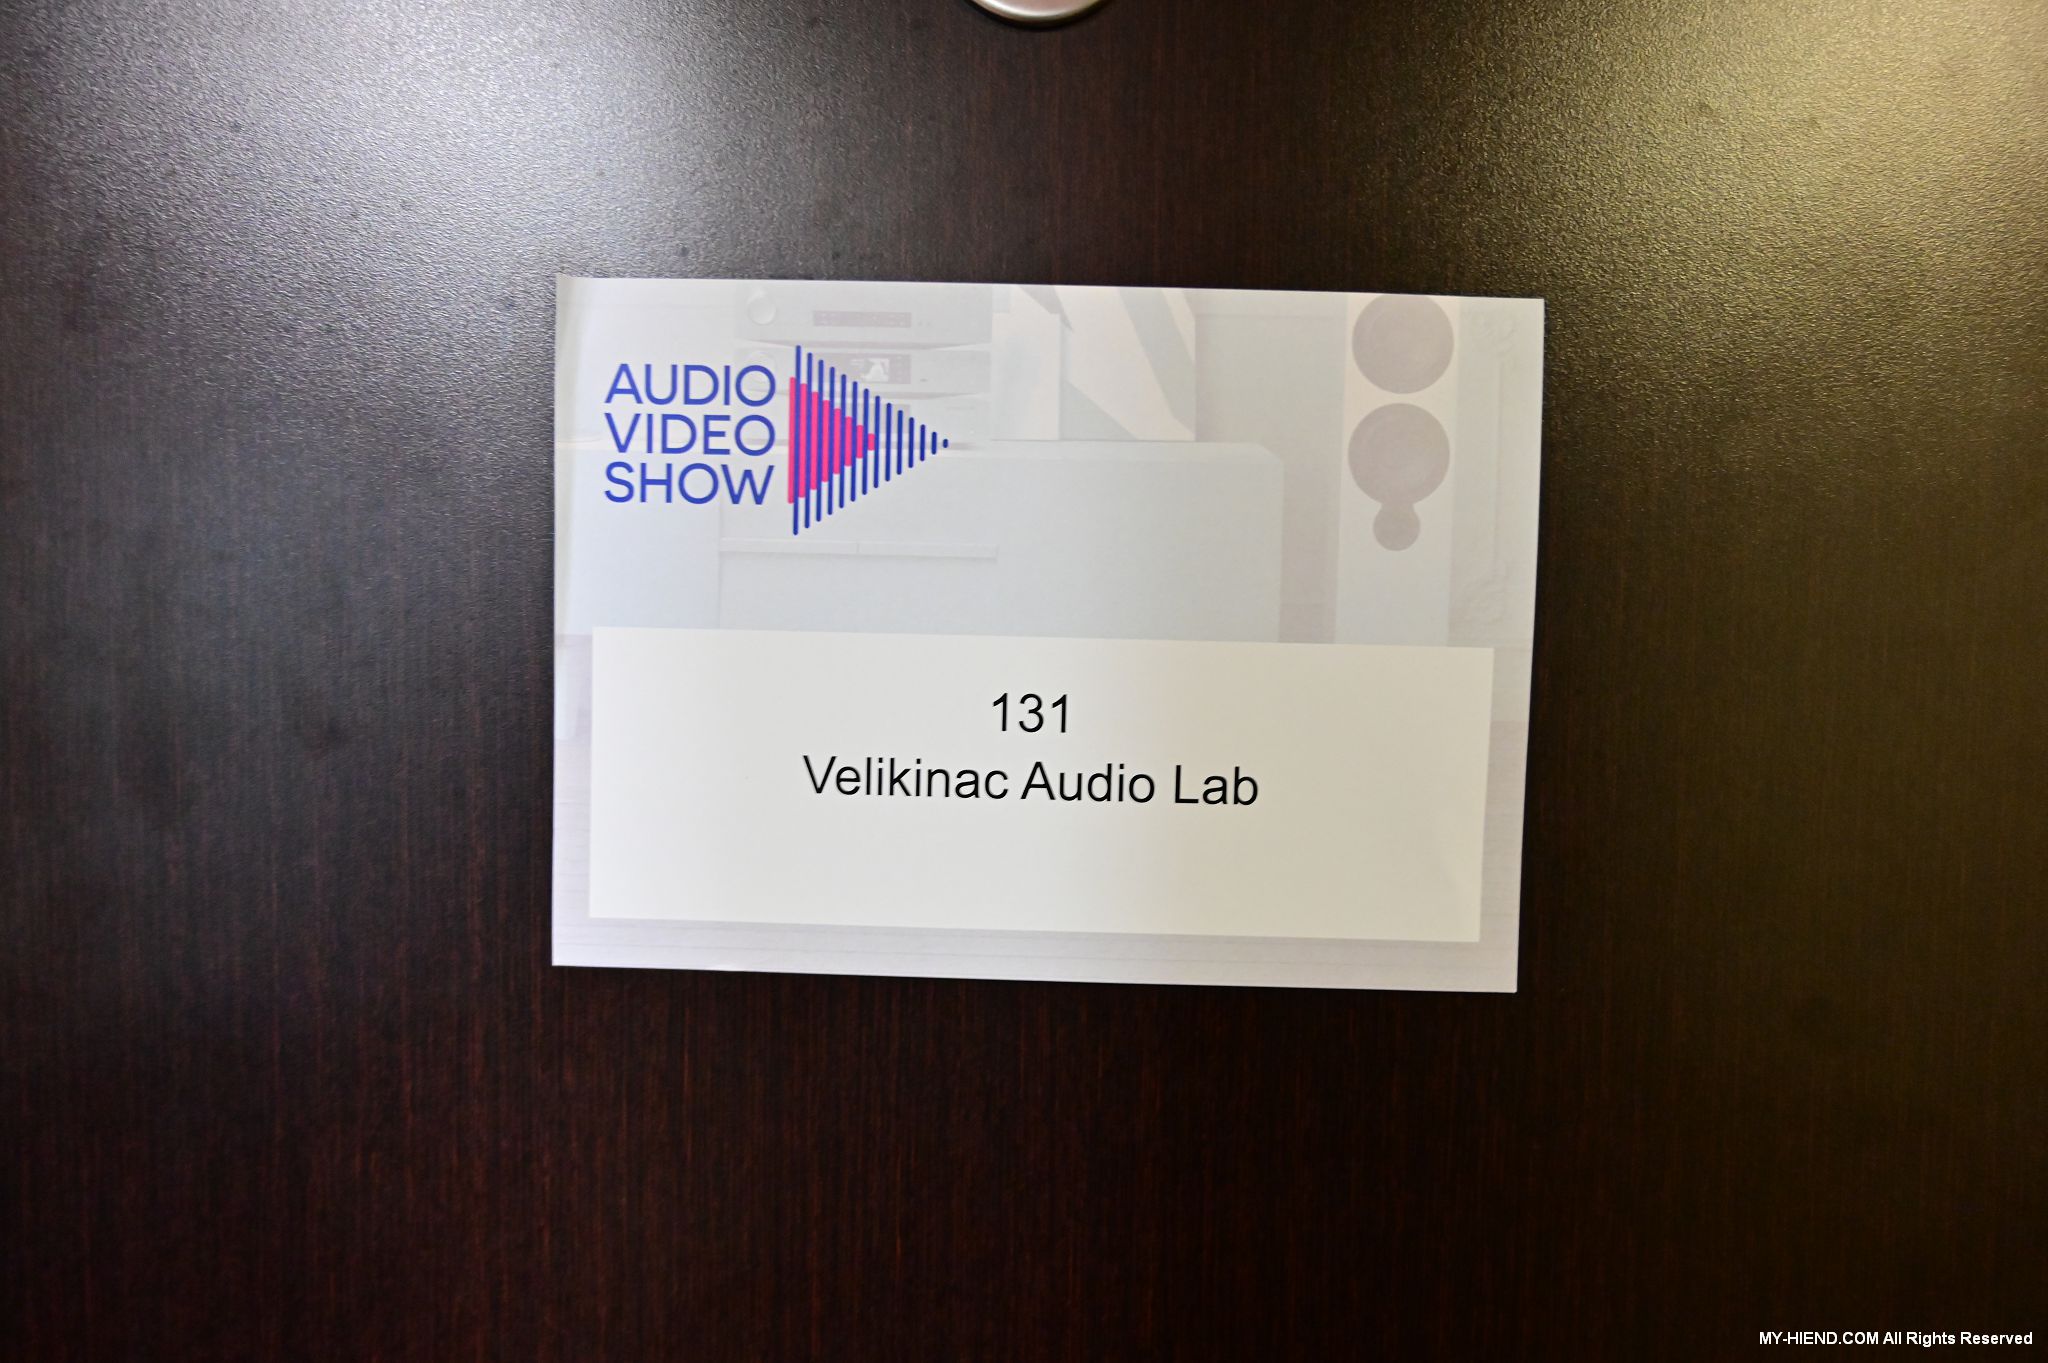 AUDIO
VIDEO
SHOW
131
Velikinac Audio Lab
MY-HIEND.COM All Rights Reserved